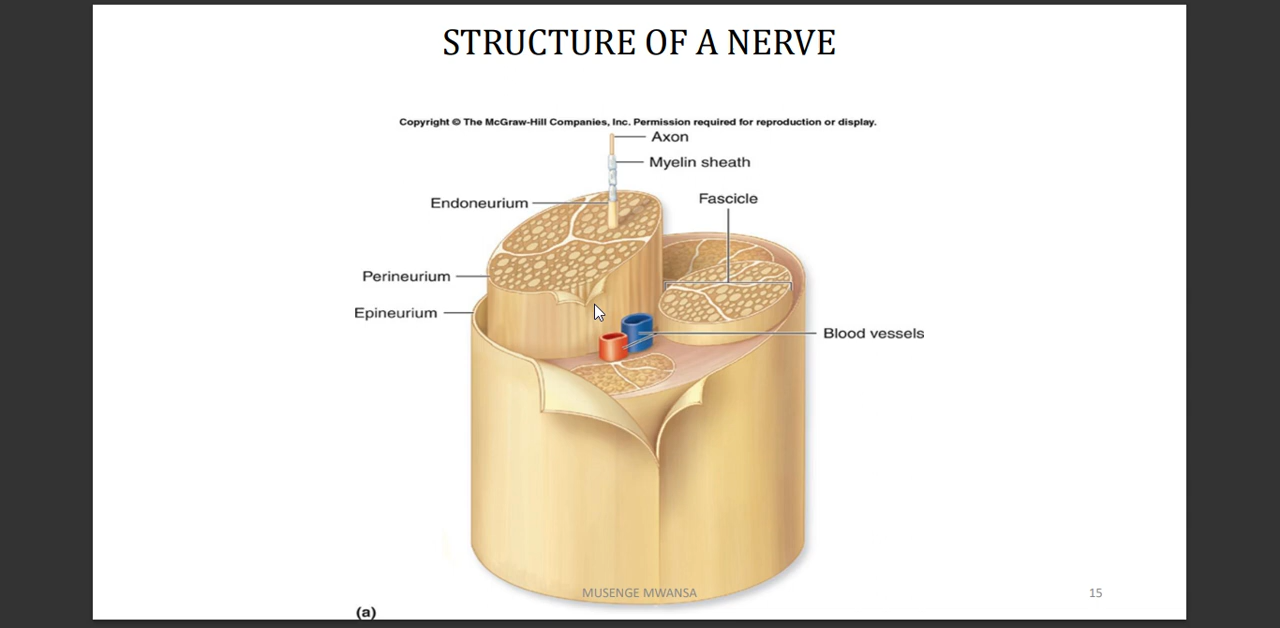 STRUCTURE OF A NERVE
Copyright © The McGraw-Hill Companies, Inc. Permission required for reproduction or display.
Axon
Myelin sheath
Fascicle
Endoneurium
Perineurium
Epineurium
Blood vessels
MUSENGE MWANSA
15
(a)